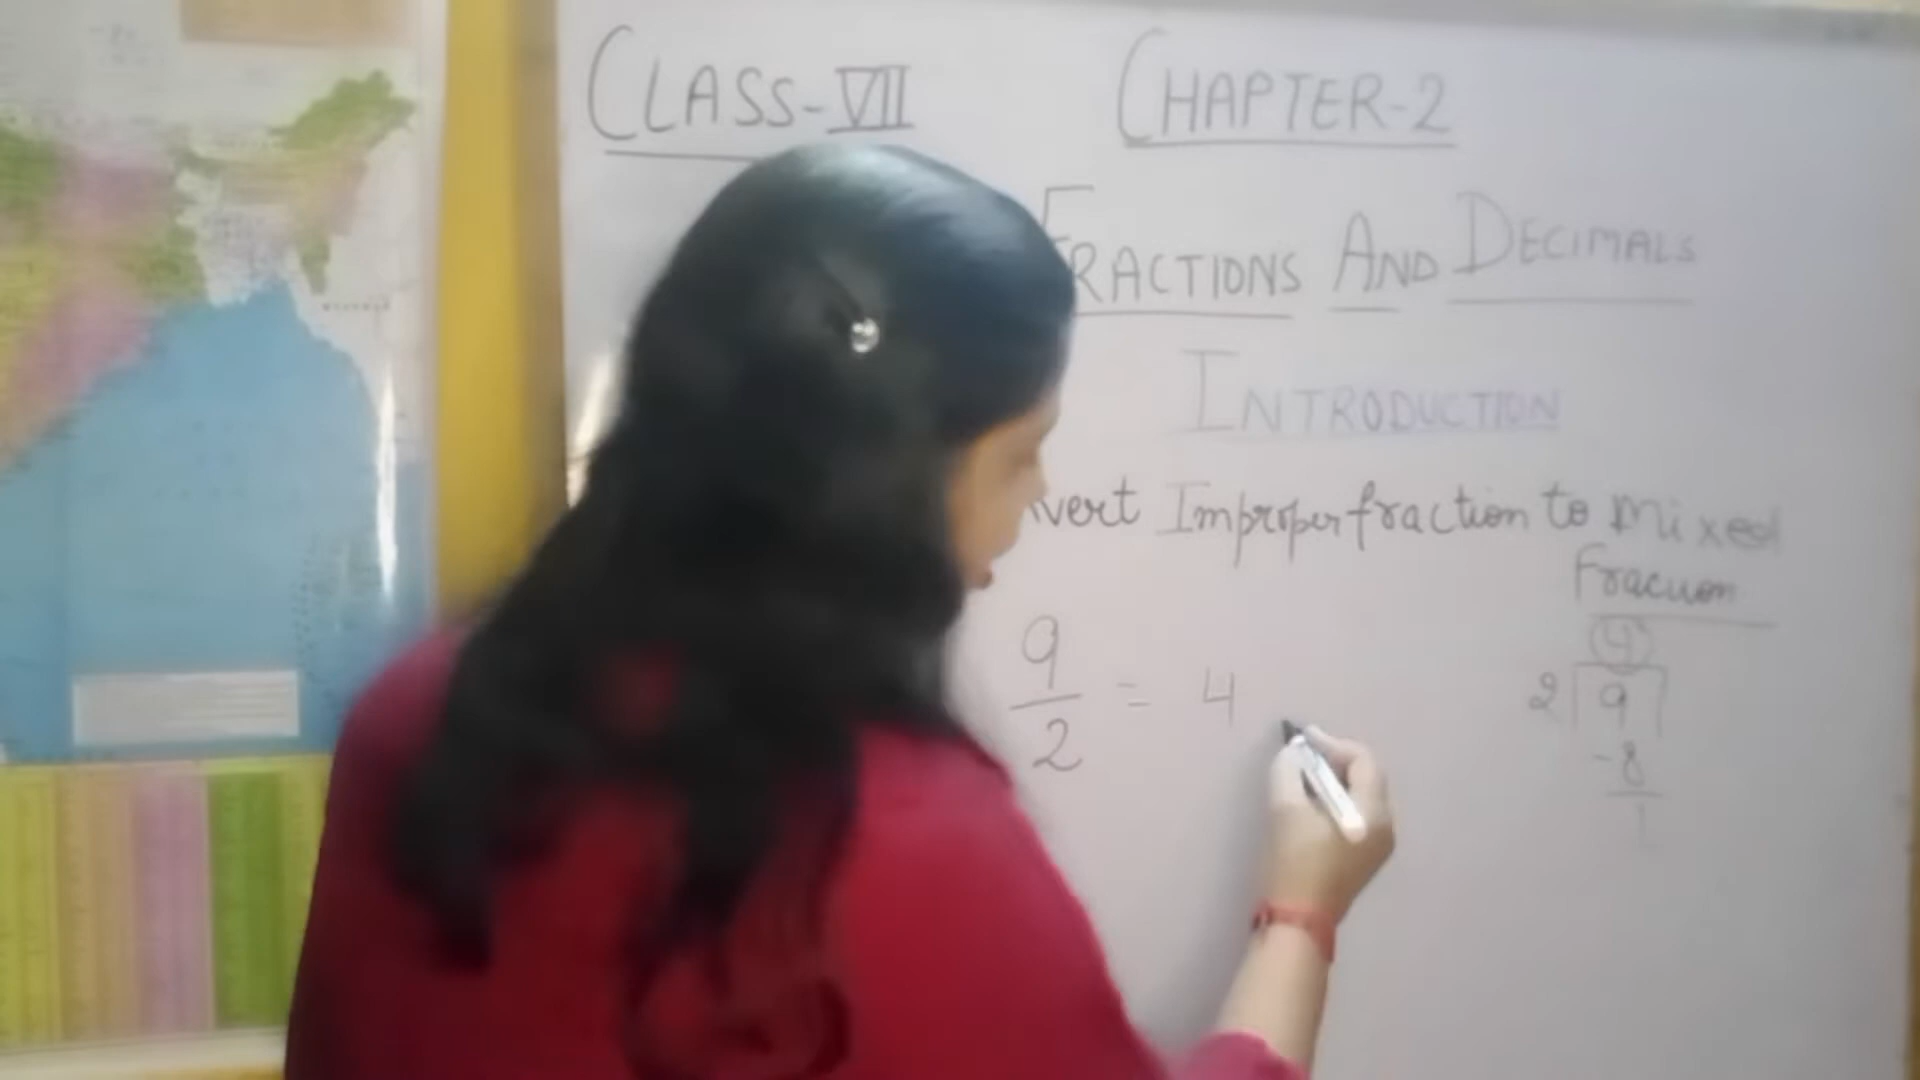 CLASS-VII CHAPTER-2
FRACTIONS AND DECIMALS
INTRODUCTION
vert Improper fraction to Mixed
Fraction
9/2 = 4
4
2 9
-8
1